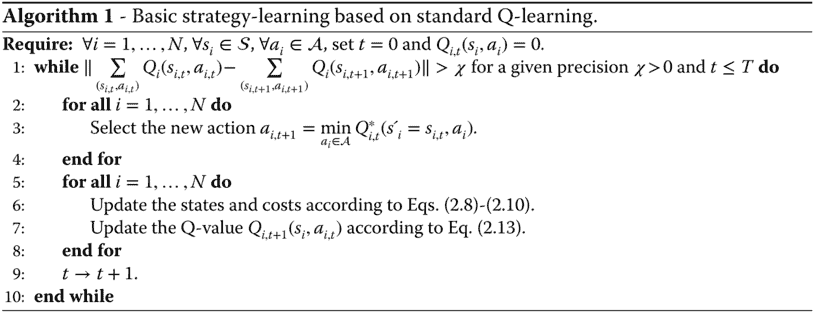 Algorithm 1 - Basic strategy-learning based on standard Q-learning.
Require: ∀i = 1, …, N, ∀s_i ∈ 𝒮, ∀a_i ∈ 𝒜, set t = 0 and Q_{i,t}(s_i, a_i) = 0.
1: while ‖ ∑_{(s_{i,t},a_{i,t})} Q_i(s_{i,t}, a_{i,t}) − ∑_{(s_{i,t+1},a_{i,t+1})} Q_i(s_{i,t+1}, a_{i,t+1})‖ > χ for a given precision χ > 0 and t ≤ T do
2: for all i = 1, …, N do
3: Select the new action a_{i,t+1} = min_{a_i∈𝒜} Q*_{i,t}(s´_i = s_{i,t}, a_i).
4: end for
5: for all i = 1, …, N do
6: Update the states and costs according to Eqs. (2.8)-(2.10).
7: Update the Q-value Q_{i,t+1}(s_i, a_{i,t}) according to Eq. (2.13).
8: end for
9: t → t + 1.
10: end while